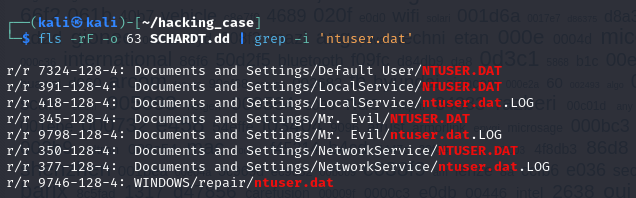 ┌──(kali㉿kali)-[~/hacking_case]
└─$ fls -rF -o 63 SCHARDT.dd | grep -i 'ntuser.dat'
r/r 7324-128-4: Documents and Settings/Default User/NTUSER.DAT
r/r 391-128-4: Documents and Settings/LocalService/NTUSER.DAT
r/r 418-128-4: Documents and Settings/LocalService/ntuser.dat.LOG
r/r 345-128-4: Documents and Settings/Mr. Evil/NTUSER.DAT
r/r 9798-128-4: Documents and Settings/Mr. Evil/ntuser.dat.LOG
r/r 350-128-4: Documents and Settings/NetworkService/NTUSER.DAT
r/r 377-128-4: Documents and Settings/NetworkService/ntuser.dat.LOG
r/r 9746-128-4: WINDOWS/repair/ntuser.dat